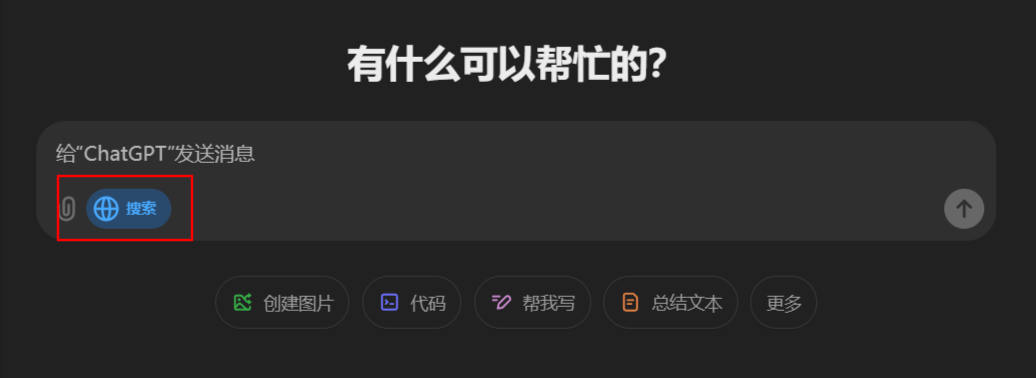 有什么可以帮忙的？
给“ChatGPT”发送消息
搜索
创建图片
代码
帮我写
总结文本
更多